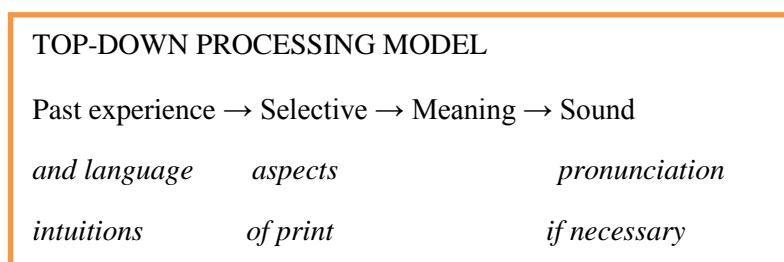 TOP-DOWN PROCESSING MODEL
Past experience → Selective → Meaning → Sound
and language aspects pronunciation
intuitions of print if necessary